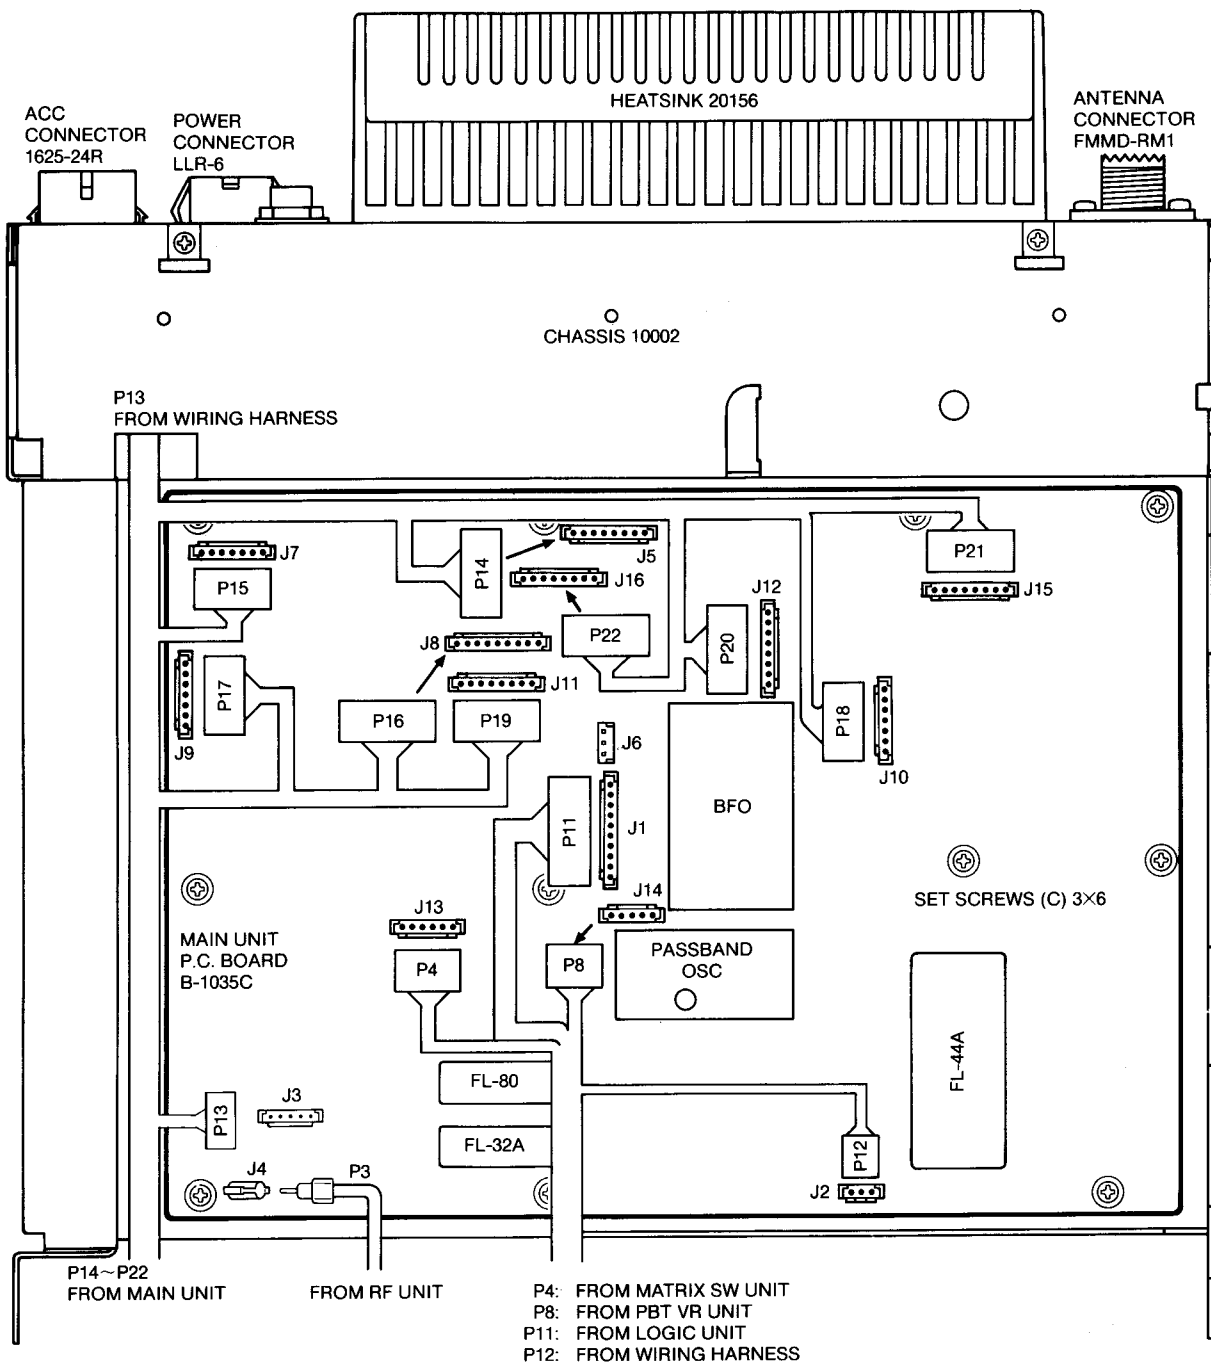 HEATSINK 20156
ACC
CONNECTOR
1625-24R
POWER
CONNECTOR
LLR-6
ANTENNA
CONNECTOR
FMMD-RM1
CHASSIS 10002
P13
FROM WIRING HARNESS
J7
P15
P14
J5
J16
P21
J15
J12
P22
P20
J8
J11
P17
J9
P16
P19
P18
J10
J6
BFO
P11
J1
J14
SET SCREWS (C) 3×6
J13
MAIN UNIT
P.C. BOARD
B-1035C
P4
P8
PASSBAND
OSC
FL-44A
FL-80
J3
P13
FL-32A
P12
J4
P3
J2
P14~P22
FROM MAIN UNIT
FROM RF UNIT
P4: FROM MATRIX SW UNIT
P8: FROM PBT VR UNIT
P11: FROM LOGIC UNIT
P12: FROM WIRING HARNESS